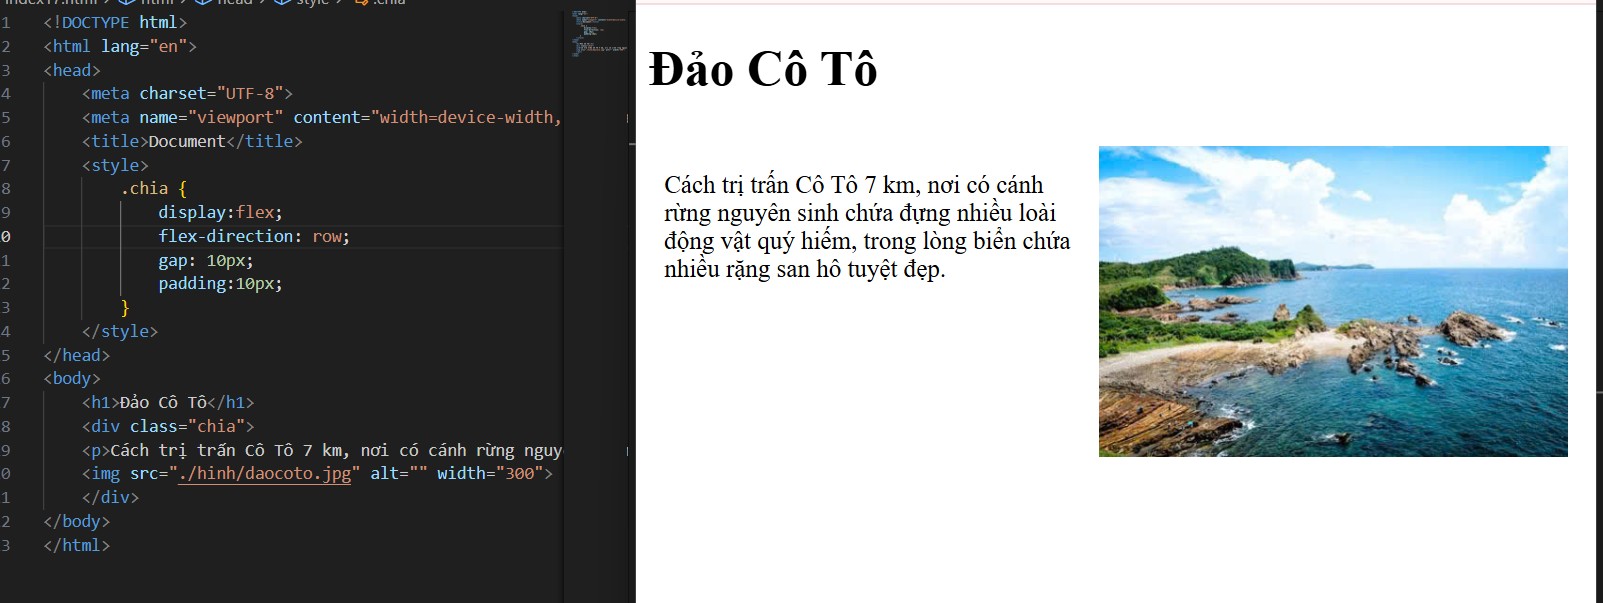 index17.html > html > head > style > .chia
1 <!DOCTYPE html>
2 <html lang="en">
3 <head>
4 <meta charset="UTF-8">
5 <meta name="viewport" content="width=device-width,
6 <title>Document</title>
7 <style>
8 .chia {
9 display:flex;
0 flex-direction: row;
1 gap: 10px;
2 padding:10px;
3 }
4 </style>
5 </head>
6 <body>
7 <h1>Đảo Cô Tô</h1>
8 <div class="chia">
9 <p>Cách trị trấn Cô Tô 7 km, nơi có cánh rừng nguy
0 <img src="./hinh/daocoto.jpg" alt="" width="300">
1 </div>
2 </body>
3 </html>
Đảo Cô Tô
Cách trị trấn Cô Tô 7 km, nơi có cánh
rừng nguyên sinh chứa đựng nhiều loài
động vật quý hiếm, trong lòng biển chứa
nhiều rặng san hô tuyệt đẹp.